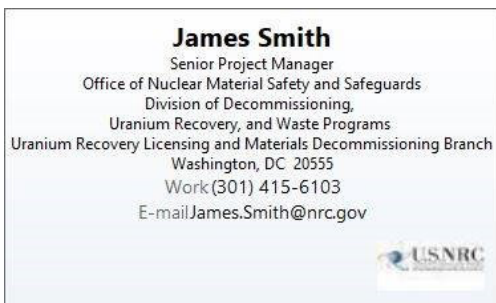 James Smith
Senior Project Manager
Office of Nuclear Material Safety and Safeguards
Division of Decommissioning,
Uranium Recovery, and Waste Programs
Uranium Recovery Licensing and Materials Decommissioning Branch
Washington, DC  20555
Work (301) 415-6103
E-mailJames.Smith@nrc.gov
USNRC